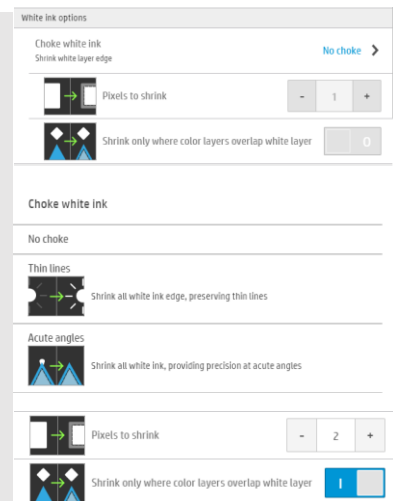 White ink options
Choke white ink
Shrink white layer edge
No choke
Pixels to shrink
- 1 +
Shrink only where color layers overlap white layer
O
Choke white ink
No choke
Thin lines
Shrink all white ink edge, preserving thin lines
Acute angles
Shrink all white ink, providing precision at acute angles
Pixels to shrink
- 2 +
Shrink only where color layers overlap white layer
I